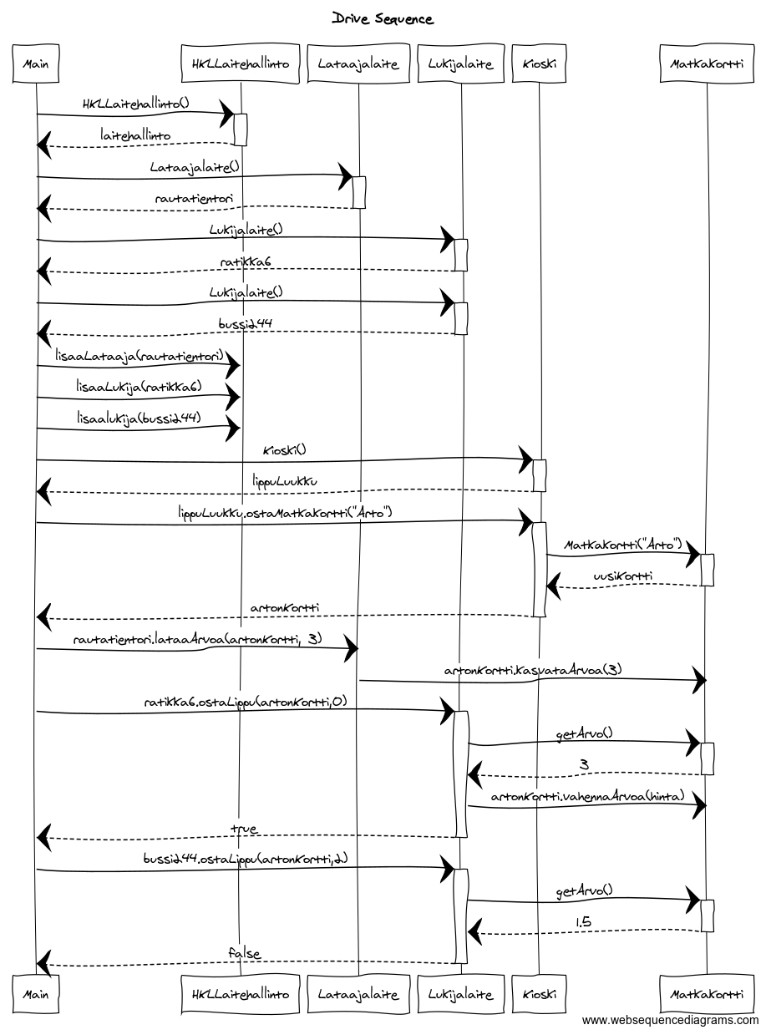 Drive Sequence
Main HKLLaitehallinto Lataajalaite Lukijalaite Kioski Matkakortti
HKLLaitehallinto()
laitehallinto
Lataajalaite()
rautatientori
Lukijalaite()
ratikka6
Lukijalaite()
bussi244
lisaaLataaja(rautatientori)
lisaaLukija(ratikka6)
lisaalukija(bussi244)
Kioski()
lippuLuukku
lippuLuukku.ostaMatkakortti("Arto")
Matkakortti("Arto")
uusiKortti
artonKortti
rautatientori.lataaArvoa(artonKortti, 3)
artonKortti.kasvataArvoa(3)
ratikka6.ostaLippu(artonKortti,0)
getArvo()
3
artonKortti.vahennaArvoa(hinta)
true
bussi244.ostaLippu(artonKortti,2)
getArvo()
1.5
false
Main HKLLaitehallinto Lataajalaite Lukijalaite Kioski Matkakortti
www.websequencediagrams.com